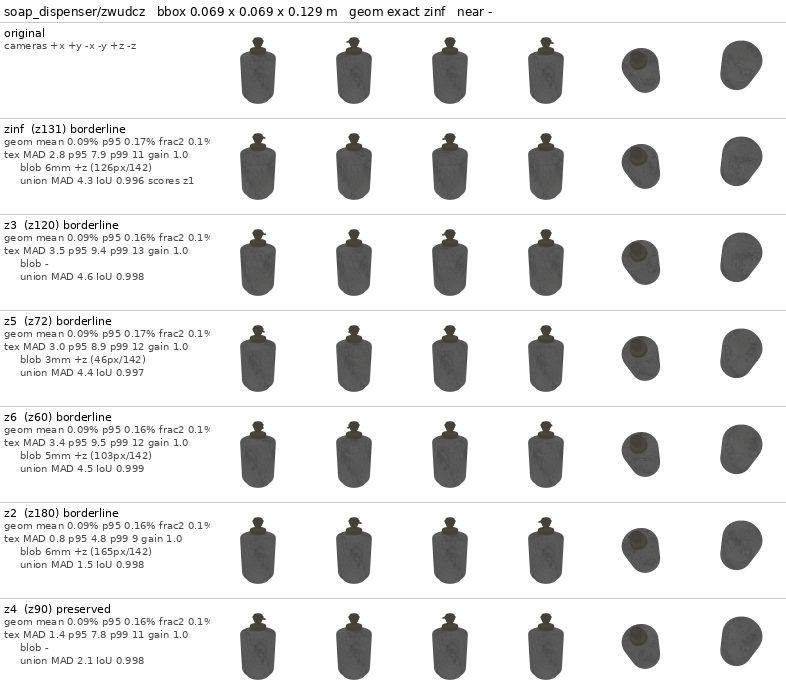 soap_dispenser/zwudcz   bbox 0.069 x 0.069 x 0.129 m   geom exact zinf   near -
original
cameras +x +y -x -y +z -z
zinf  (z131) borderline
geom mean 0.09% p95 0.17% frac2 0.1%
tex MAD 2.8 p95 7.9 p99 11 gain 1.0
blob 6mm +z (126px/142)
union MAD 4.3 IoU 0.996 scores z1
z3  (z120) borderline
geom mean 0.09% p95 0.16% frac2 0.1%
tex MAD 3.5 p95 9.4 p99 13 gain 1.0
blob -
union MAD 4.6 IoU 0.998
z5  (z72) borderline
geom mean 0.09% p95 0.17% frac2 0.1%
tex MAD 3.0 p95 8.9 p99 12 gain 1.0
blob 3mm +z (46px/142)
union MAD 4.4 IoU 0.997
z6  (z60) borderline
geom mean 0.09% p95 0.16% frac2 0.1%
tex MAD 3.4 p95 9.5 p99 12 gain 1.0
blob 5mm +z (103px/142)
union MAD 4.5 IoU 0.999
z2  (z180) borderline
geom mean 0.09% p95 0.16% frac2 0.1%
tex MAD 0.8 p95 4.8 p99 9 gain 1.0
blob 6mm +z (165px/142)
union MAD 1.5 IoU 0.998
z4  (z90) preserved
geom mean 0.09% p95 0.16% frac2 0.1%
tex MAD 1.4 p95 7.8 p99 11 gain 1.0
blob -
union MAD 2.1 IoU 0.998